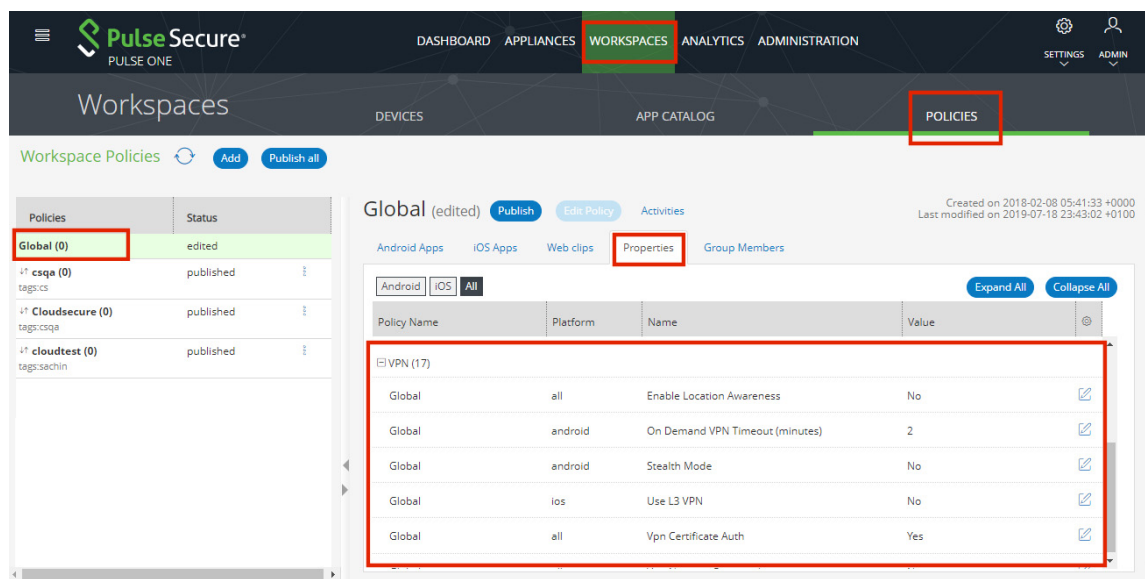 Pulse Secure®
PULSE ONE
DASHBOARD APPLIANCES WORKSPACES ANALYTICS ADMINISTRATION
SETTINGS ADMIN
Workspaces
DEVICES APP CATALOG POLICIES
Workspace Policies Add Publish all
Policies Status
Global (0) edited
csqa (0) published
tags:cs
Cloudsecure (0) published
tags:csqa
cloudtest (0) published
tags:sachin
Global (edited) Publish Edit Policy Activities
Created on 2018-02-08 05:41:33 +0000
Last modified on 2019-07-18 23:43:02 +0100
Android Apps iOS Apps Web clips Properties Group Members
Android iOS All Expand All Collapse All
Policy Name Platform Name Value
VPN (17)
Global all Enable Location Awareness No
Global android On Demand VPN Timeout (minutes) 2
Global android Stealth Mode No
Global ios Use L3 VPN No
Global all Vpn Certificate Auth Yes